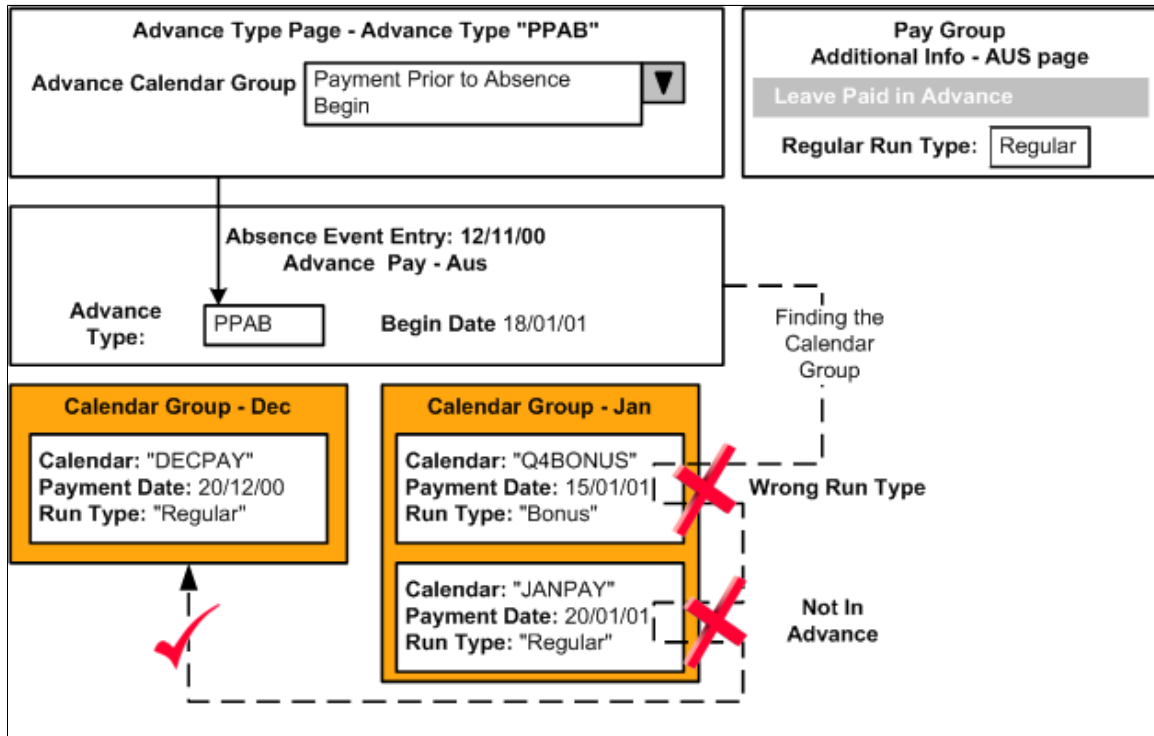 Advance Type Page - Advance Type "PPAB"
Advance Calendar Group
Payment Prior to Absence
Begin
Pay Group
Additional Info - AUS page
Leave Paid in Advance
Regular Run Type:
Regular
Absence Event Entry: 12/11/00
Advance Pay - Aus
Advance
Type:
PPAB
Begin Date 18/01/01
Finding the
Calendar
Group
Calendar Group - Dec
Calendar: "DECPAY"
Payment Date: 20/12/00
Run Type: "Regular"
Calendar Group - Jan
Calendar: "Q4BONUS"
Payment Date: 15/01/01
Run Type: "Bonus"
Wrong Run Type
Calendar: "JANPAY"
Payment Date: 20/01/01
Run Type: "Regular"
Not In
Advance